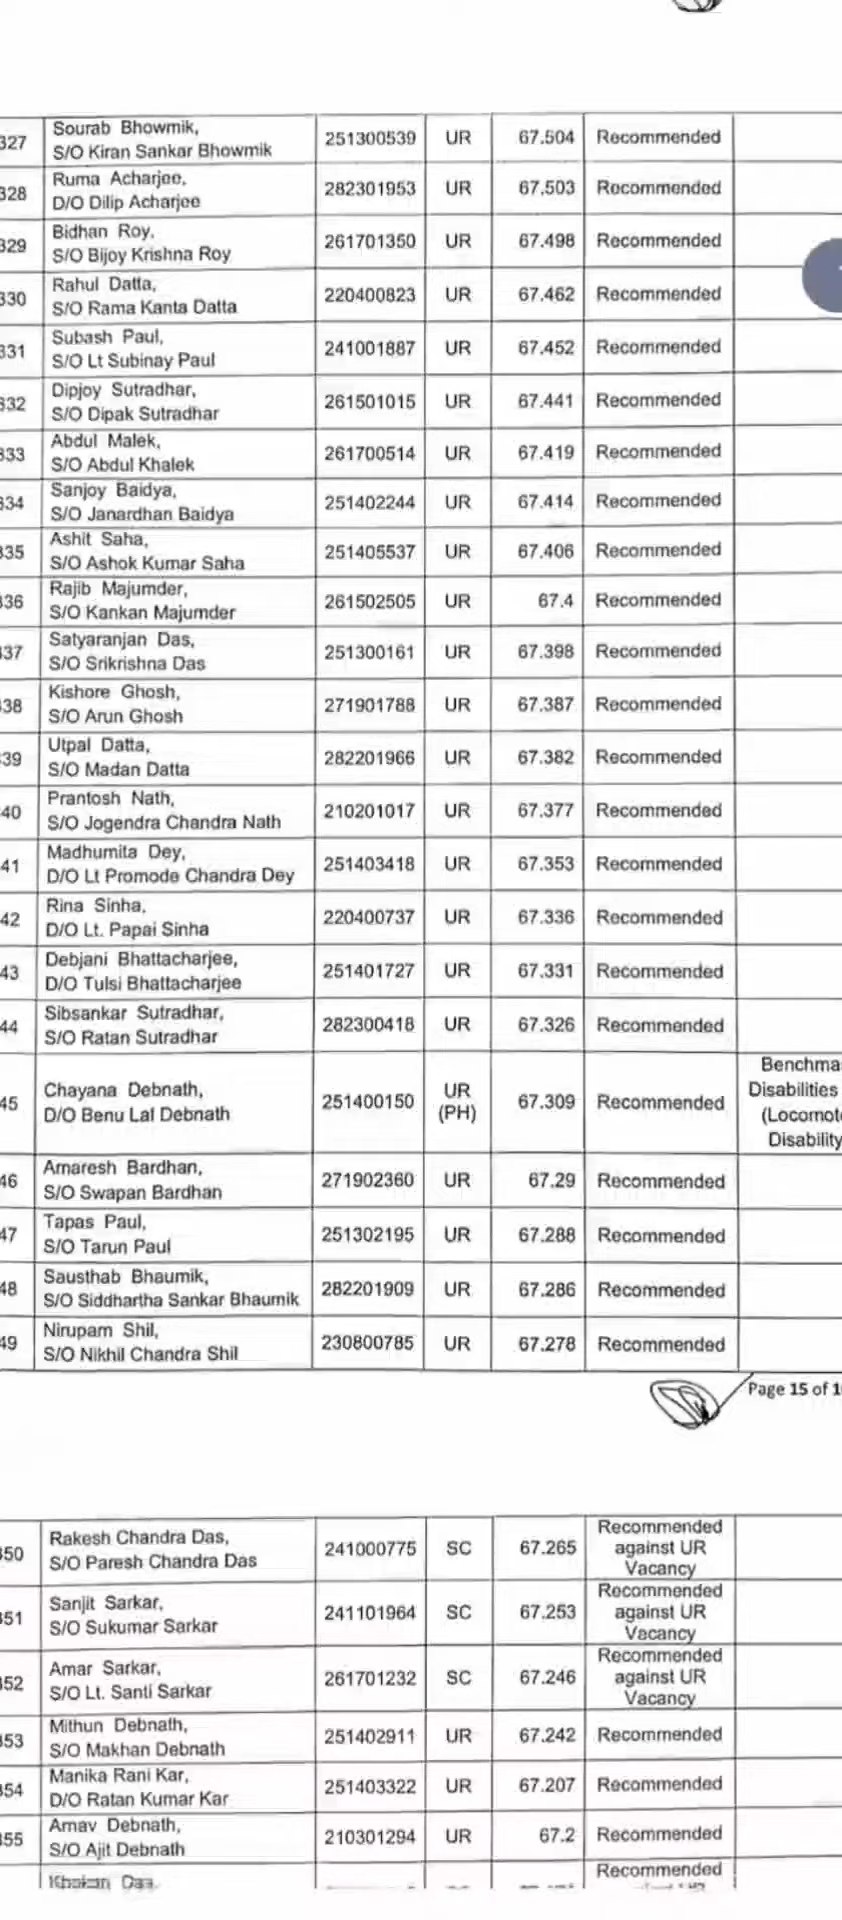 327 Sourab Bhowmik, 251300539 UR 67.504 Recommended
S/O Kiran Sankar Bhowmik
328 Ruma Acharjee, 282301953 UR 67.503 Recommended
D/O Dilip Acharjee
329 Bidhan Roy, 261701350 UR 67.498 Recommended
S/O Bijoy Krishna Roy
330 Rahul Datta, 220400823 UR 67.462 Recommended
S/O Rama Kanta Datta
331 Subash Paul, 241001887 UR 67.452 Recommended
S/O Lt Subinay Paul
332 Dipjoy Sutradhar, 261501015 UR 67.441 Recommended
S/O Dipak Sutradhar
333 Abdul Malek, 261700514 UR 67.419 Recommended
S/O Abdul Khalek
334 Sanjoy Baidya, 251402244 UR 67.414 Recommended
S/O Janardhan Baidya
335 Ashit Saha, 251405537 UR 67.406 Recommended
S/O Ashok Kumar Saha
336 Rajib Majumder, 261502505 UR 67.4 Recommended
S/O Kankan Majumder
337 Satyaranjan Das, 251300161 UR 67.398 Recommended
S/O Srikrishna Das
38 Kishore Ghosh, 271901788 UR 67.387 Recommended
S/O Arun Ghosh
39 Utpal Datta, 282201966 UR 67.382 Recommended
S/O Madan Datta
40 Prantosh Nath, 210201017 UR 67.377 Recommended
S/O Jogendra Chandra Nath
41 Madhumita Dey, 251403418 UR 67.353 Recommended
D/O Lt Promode Chandra Dey
42 Rina Sinha, 220400737 UR 67.336 Recommended
D/O Lt. Papai Sinha
43 Debjani Bhattacharjee, 251401727 UR 67.331 Recommended
D/O Tulsi Bhattacharjee
44 Sibsankar Sutradhar, 282300418 UR 67.326 Recommended
S/O Ratan Sutradhar
45 Chayana Debnath, 251400150 UR 67.309 Recommended Benchma
D/O Benu Lal Debnath (PH) Disabilities
(Locomoto
Disability
46 Amaresh Bardhan, 271902360 UR 67.29 Recommended
S/O Swapan Bardhan
47 Tapas Paul, 251302195 UR 67.288 Recommended
S/O Tarun Paul
48 Sausthab Bhaumik, 282201909 UR 67.286 Recommended
S/O Siddhartha Sankar Bhaumik
49 Nirupam Shil, 230800785 UR 67.278 Recommended
S/O Nikhil Chandra Shil
Page 15 of 1
350 Rakesh Chandra Das, 241000775 SC 67.265 Recommended against UR Vacancy
S/O Paresh Chandra Das
351 Sanjit Sarkar, 241101964 SC 67.253 Recommended against UR Vacancy
S/O Sukumar Sarkar
352 Amar Sarkar, 261701232 SC 67.246 Recommended against UR Vacancy
S/O Lt. Santi Sarkar
353 Mithun Debnath, 251402911 UR 67.242 Recommended
S/O Makhan Debnath
354 Manika Rani Kar, 251403322 UR 67.207 Recommended
D/O Ratan Kumar Kar
355 Arnav Debnath, 210301294 UR 67.2 Recommended
S/O Ajit Debnath
Recommended